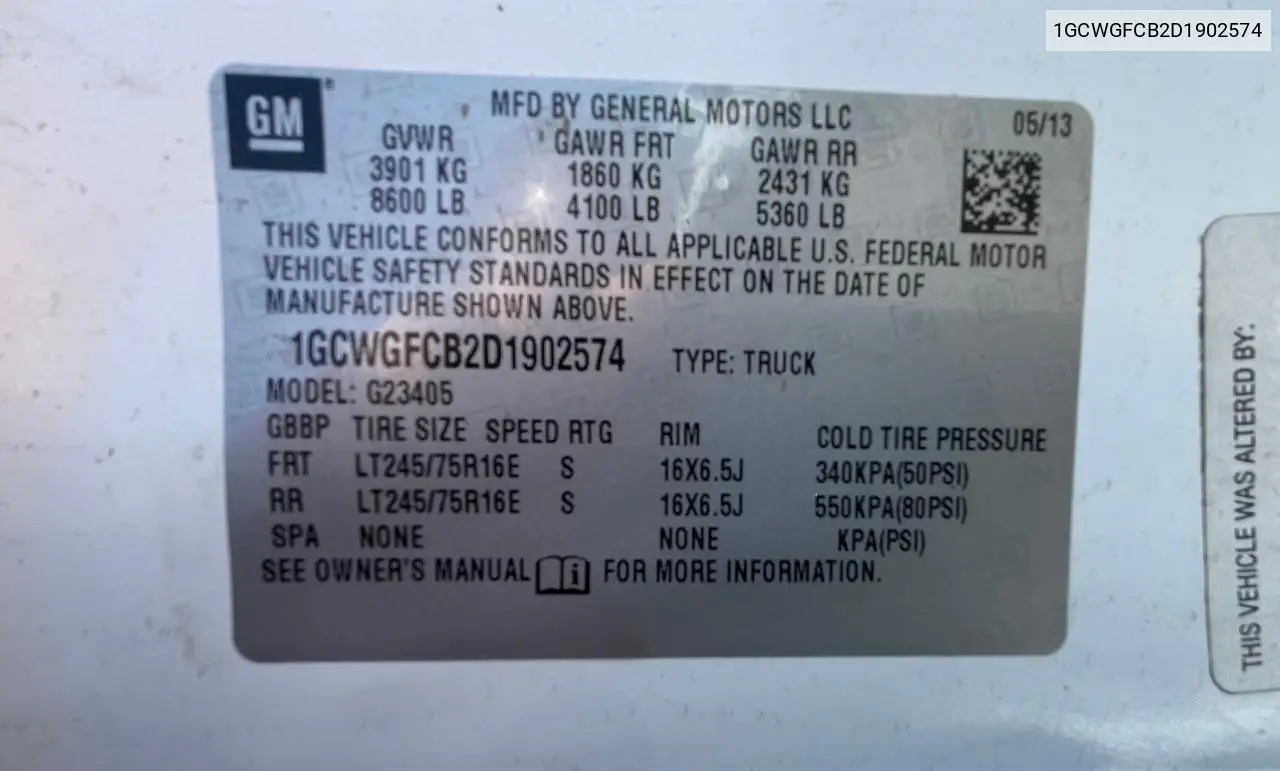 1GCWGFCB2D1902574
GM®
MFD BY GENERAL MOTORS LLC 05/13
GVWR GAWR FRT GAWR RR
3901 KG 1860 KG 2431 KG
8600 LB 4100 LB 5360 LB
THIS VEHICLE CONFORMS TO ALL APPLICABLE U.S. FEDERAL MOTOR
VEHICLE SAFETY STANDARDS IN EFFECT ON THE DATE OF
MANUFACTURE SHOWN ABOVE.
1GCWGFCB2D1902574 TYPE: TRUCK
MODEL: G23405
GBBP TIRE SIZE SPEED RTG RIM COLD TIRE PRESSURE
FRT LT245/75R16E S 16X6.5J 340KPA(50PSI)
RR LT245/75R16E S 16X6.5J 550KPA(80PSI)
SPA NONE NONE KPA(PSI)
SEE OWNER'S MANUAL i FOR MORE INFORMATION.
THIS VEHICLE WAS ALTERED BY: